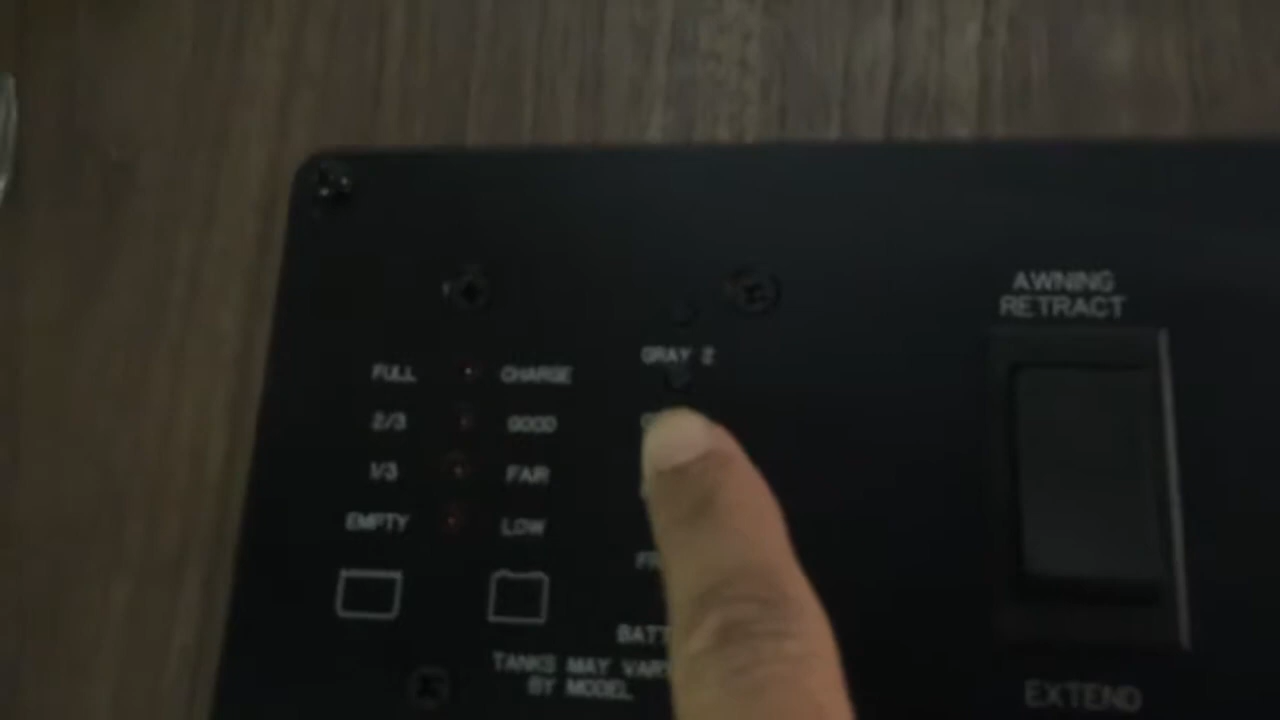 AWNING
RETRACT
GRAY 2
FULL CHARGE
2/3 GOOD
1/3 FAIR
EMPTY LOW
BATT
TANKS MAY VARY
BY MODEL
EXTEND